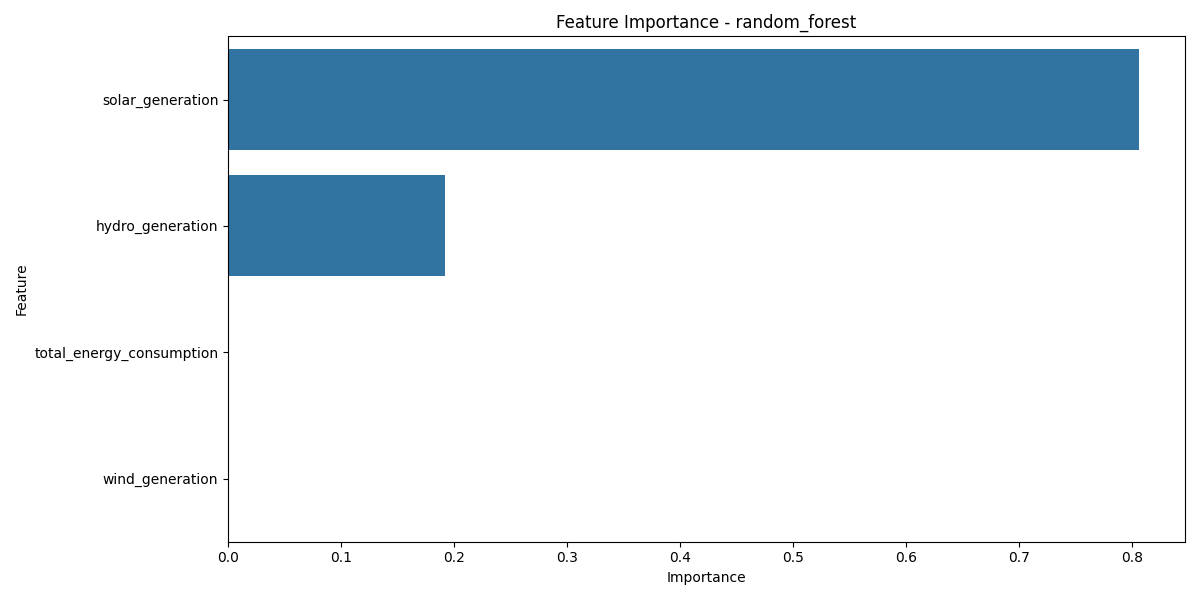 Feature Importance - random_forest
solar_generation
hydro_generation
total_energy_consumption
wind_generation
Feature
0.0 0.1 0.2 0.3 0.4 0.5 0.6 0.7 0.8
Importance